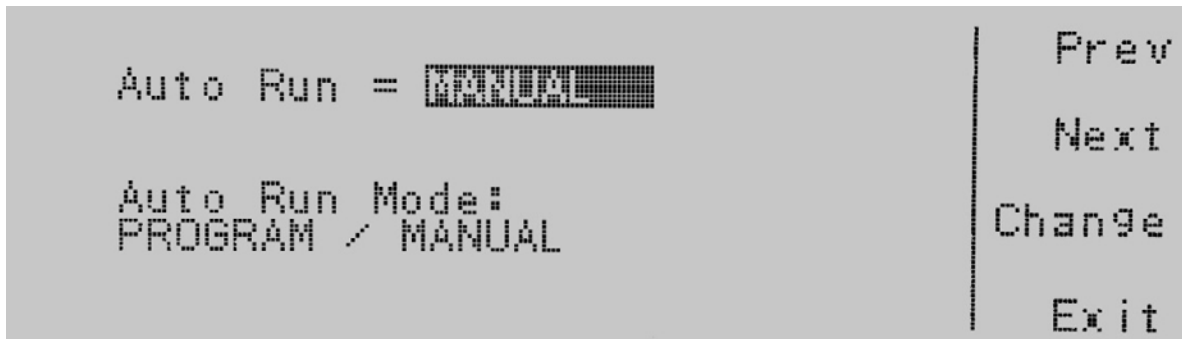 Auto Run = MANUAL
Auto Run Mode:
PROGRAM / MANUAL
Prev
Next
Change
Exit